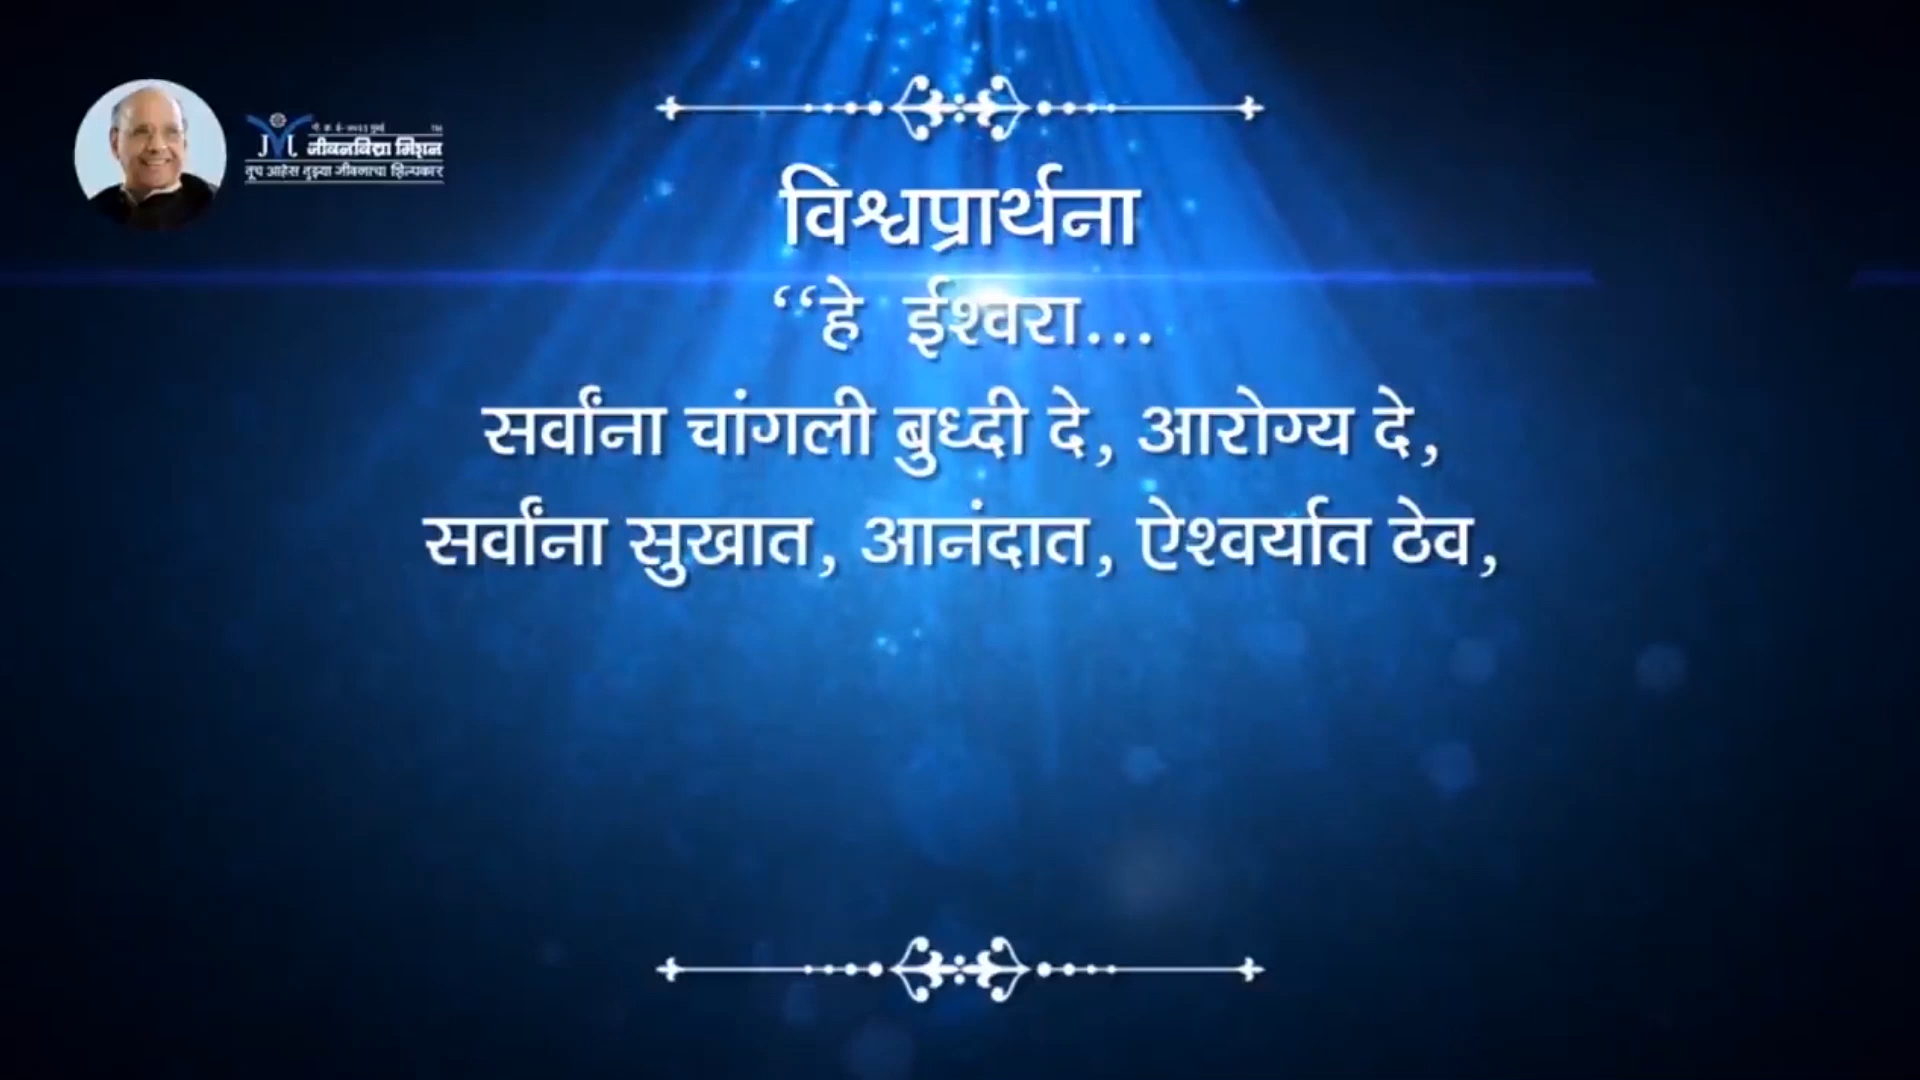 जीवनविद्या मिशन
तूच आहेस तुझ्या जीवनाचा शिल्पकार
विश्वप्रार्थना
“हे ईश्वरा...
सर्वांना चांगली बुध्दी दे, आरोग्य दे,
सर्वांना सुखात, आनंदात, ऐश्वर्यात ठेव,